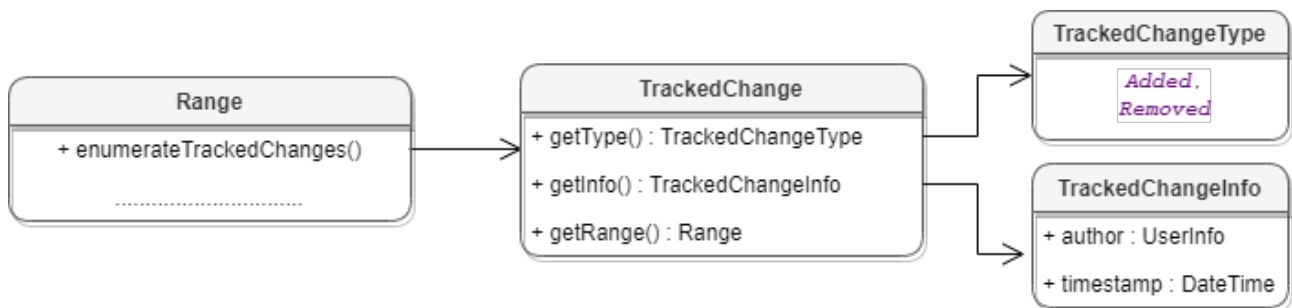 Range
+ enumerateTrackedChanges()
...............................
TrackedChange
+ getType() : TrackedChangeType
+ getInfo() : TrackedChangeInfo
+ getRange() : Range
TrackedChangeType
Added,
Removed
TrackedChangeInfo
+ author : UserInfo
+ timestamp : DateTime